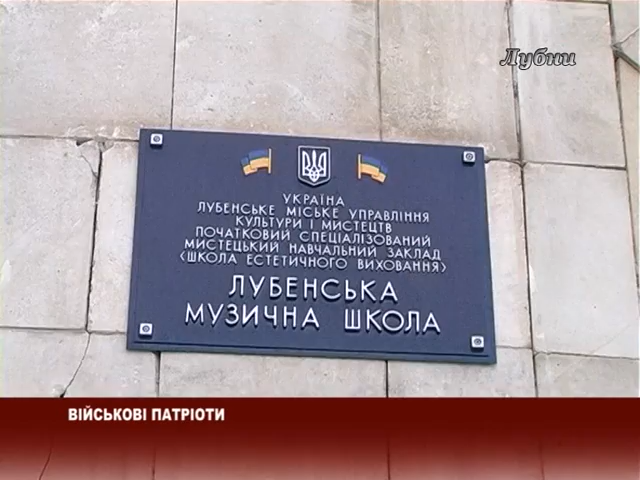 Лубни
УКРАЇНА
ЛУБЕНСЬКЕ МІСЬКЕ УПРАВЛІННЯ
КУЛЬТУРИ І МИСТЕЦТВ
ПОЧАТКОВИЙ СПЕЦІАЛІЗОВАНИЙ
МИСТЕЦЬКИЙ НАВЧАЛЬНИЙ ЗАКЛАД
<ШКОЛА ЕСТЕТИЧНОГО ВИХОВАННЯ>
ЛУБЕНСЬКА
МУЗИЧНА ШКОЛА
ВІЙСЬКОВІ ПАТРІОТИ